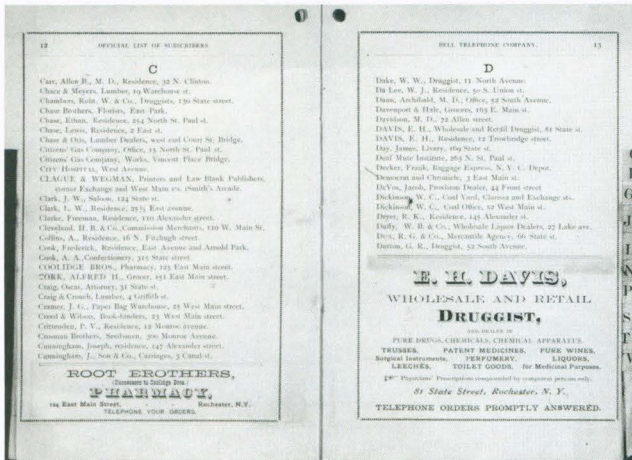 12 OFFICIAL LIST OF SUBSCRIBERS
C
Carr, Allen B., M. D., Residence, 32 N. Clinton.
Chace & Meyers, Lumber, 19 Warehouse st.
Chambers, Robt. W. & Co., Druggists, 130 State street.
Chase Brothers, Florists, East Park.
Chase, Ethan, Residence, 254 North St. Paul st.
Chase, Lewis, Residence, 2 East st.
Chase & Otis, Lumber Dealers, west end Court St. Bridge.
Citizens' Gas Company, Office, 15 North St. Paul st.
Citizens' Gas Company, Works, Vincent Place Bridge.
CITY HOSPITAL, West Avenue.
CLAGUE & WEGMAN, Printers and Law Blank Publishers,
corner Exchange and West Main sts. (Smith's Arcade.
Clark, J. W., Saloon, 124 State st.
Clark, L. W., Residence, 25½ East avenue.
Clarke, Freeman, Residence, 110 Alexander street.
Cleveland, H. B. & Co., Commission Merchants, 110 W. Main St.
Collins, A., Residence, 16 N. Fitzhugh street.
Cook, Frederick, Residence, East Avenue and Arnold Park.
Cook, A. A., Confectionery, 315 State street.
COOLIDGE BROS., Pharmacy, 123 East Main street.
CORK, ALFRED H., Grocer, 151 East Main street.
Craig, Oscar, Attorney, 31 State st.
Craig & Crouch, Lumber, 4 Griffith st.
Cramer, J. G., Paper Bag Warehouse, 25 West Main street.
Creed & Wilson, Book-binders, 23 West Main street.
Crittenden, P. V., Residence, 12 Monroe avenue.
Crosman Brothers, Seedsmen, 300 Monroe Avenue.
Cunningham, Joseph, residence, 147 Alexander street.
Cunningham, J., Son & Co., Carriages, 3 Canal st.
ROOT BROTHERS,
(Successors to Coolidge Bros.)
PHARMACY,
124 East Main Street, - - Rochester, N.Y.
TELEPHONE YOUR ORDERS.
BELL TELEPHONE COMPANY. 13
D
Dake, W. W., Druggist, 11 North Avenue.
Da Lee, W. J., Residence, 50 S. Union st.
Dann, Archibald, M. D., Office, 52 South Avenue.
Davenport & Hale, Grocers, 163 E. Main st.
Davidson, M. D., 72 Allen street.
DAVIS, E. H., Wholesale and Retail Druggist, 81 State st.
DAVIS, E. H., Residence, 12 Trowbridge street.
Day, James, Livery, 169 State st.
Deaf Mute Institute, 263 N. St. Paul st.
Decker, Frank, Baggage Express, N. Y. C. Depot.
Democrat and Chronicle, 3 East Main st.
DeVos, Jacob, Provision Dealer, 44 Front street
Dickinson, W. C., Coal Yard, Clarissa and Exchange sts.
Dickinson, W. C., Coal Office, 12 West Main st.
Dryer, R. K., Residence, 145 Alexander st.
Duffy, W. B. & Co., Wholesale Liquor Dealers, 27 Lake ave.
DUN, R. G. & Co., Mercantile Agency, 66 State st.
Dutton, G. R., Druggist, 52 South Avenue.
E. H. DAVIS,
WHOLESALE AND RETAIL
DRUGGIST,
AND DEALER IN
PURE DRUGS, CHEMICALS, CHEMICAL APPARATUS.
TRUSSES, PATENT MEDICINES, PURE WINES,
Surgical Instruments, PERFUMERY, LIQUORS,
LEECHES, TOILET GOODS, for Medicinal Purposes.
Physicians' Prescriptions compounded by competent persons only.
81 State Street, Rochester, N. Y.
TELEPHONE ORDERS PROMPTLY ANSWERED.